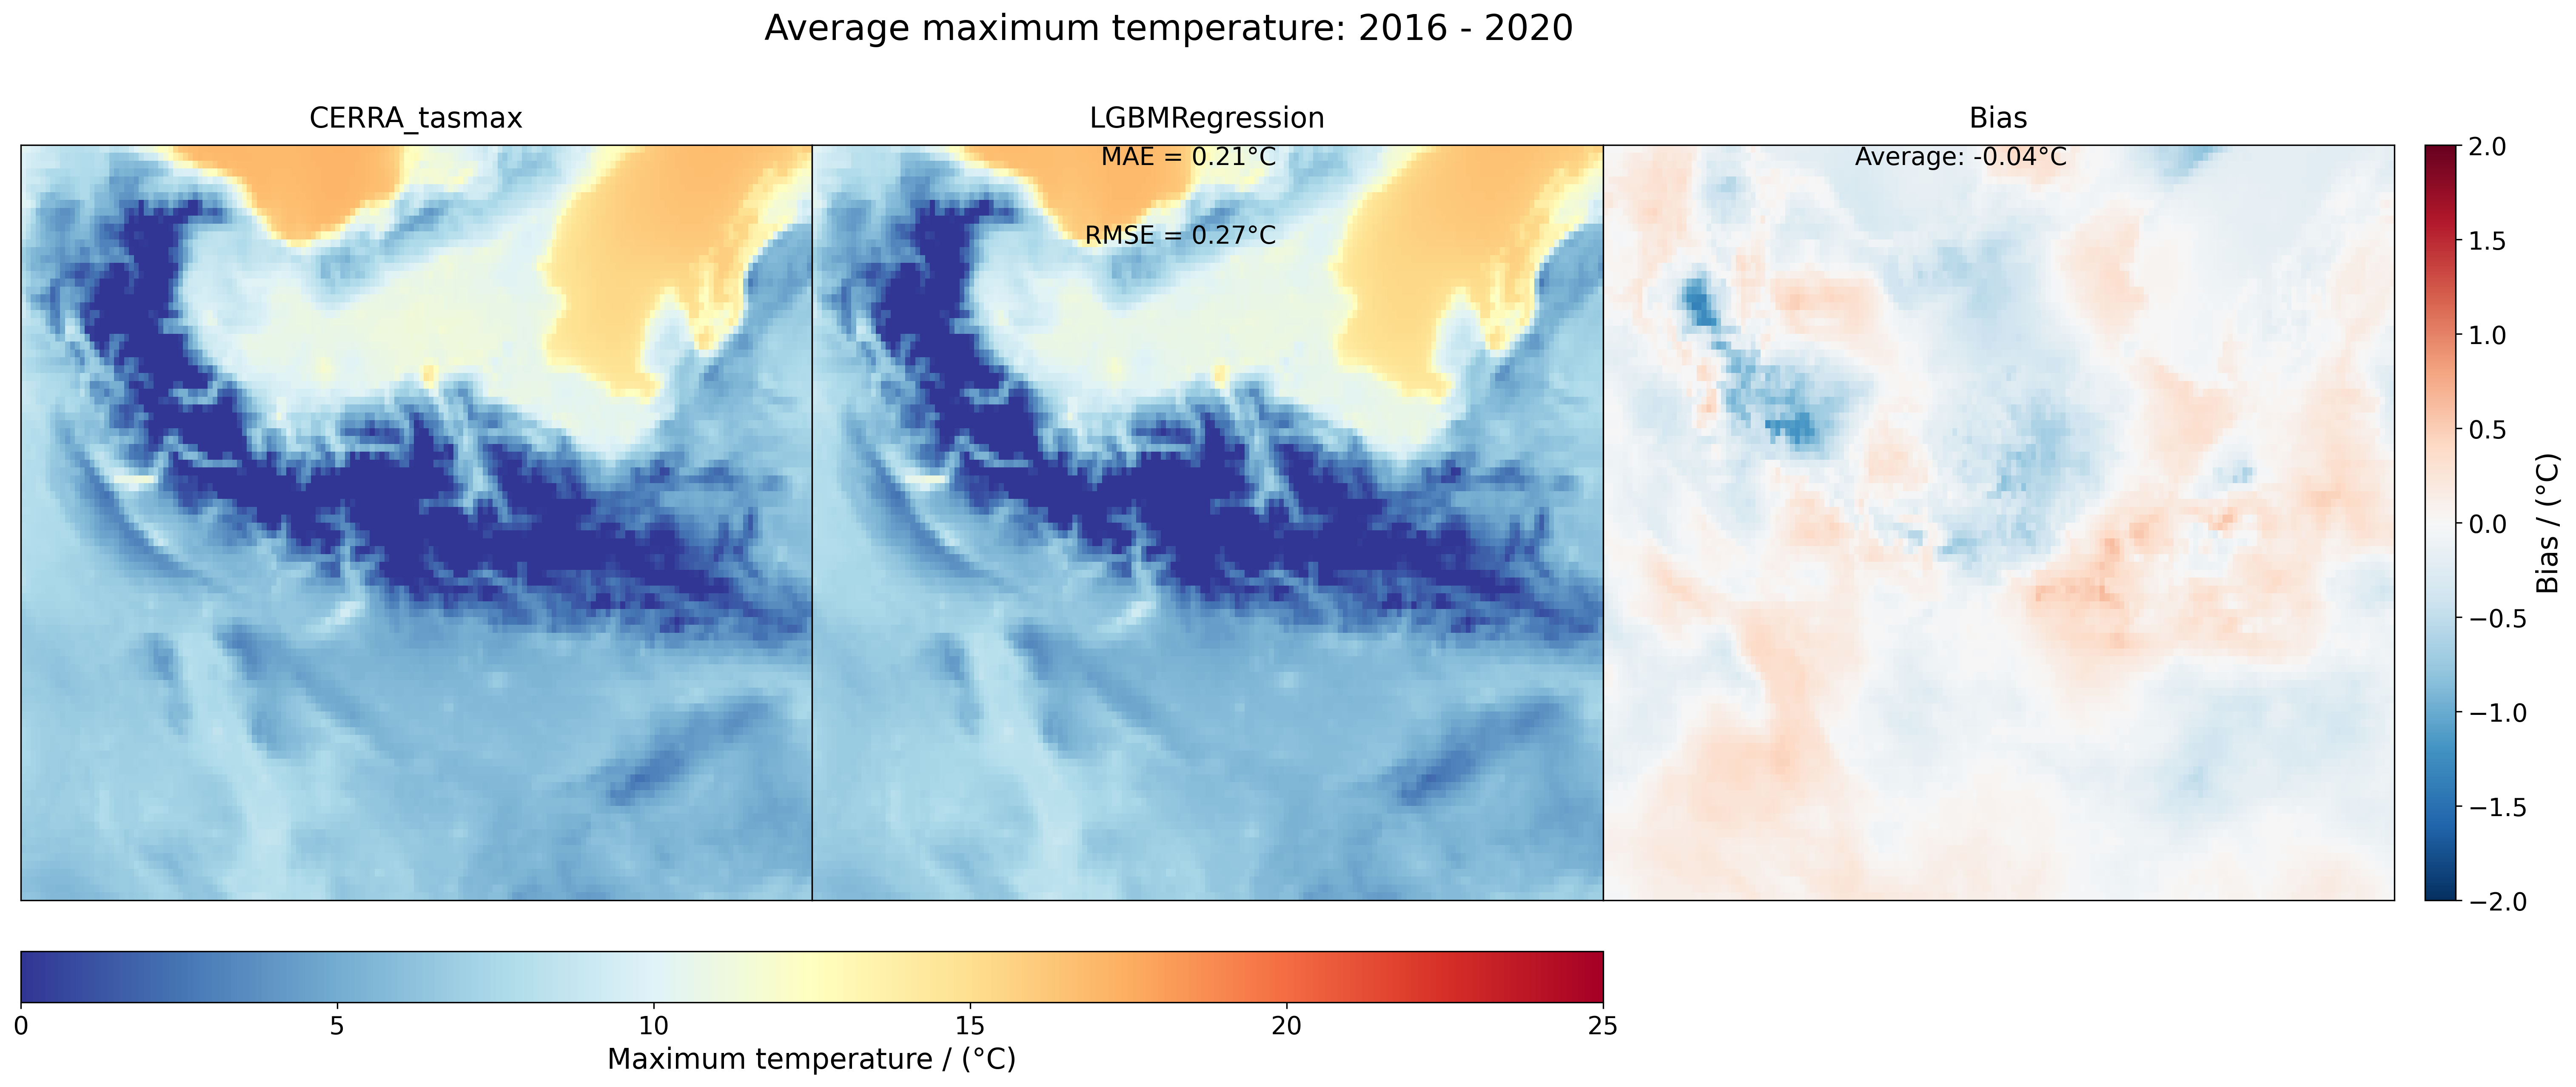 Average maximum temperature: 2016 - 2020
CERRA_tasmax
LGBMRegression
Bias
MAE = 0.21°C
RMSE = 0.27°C
Average: -0.04°C
2.0
1.5
1.0
0.5
0.0
−0.5
−1.0
−1.5
−2.0
Bias / (°C)
0 5 10 15 20 25
Maximum temperature / (°C)